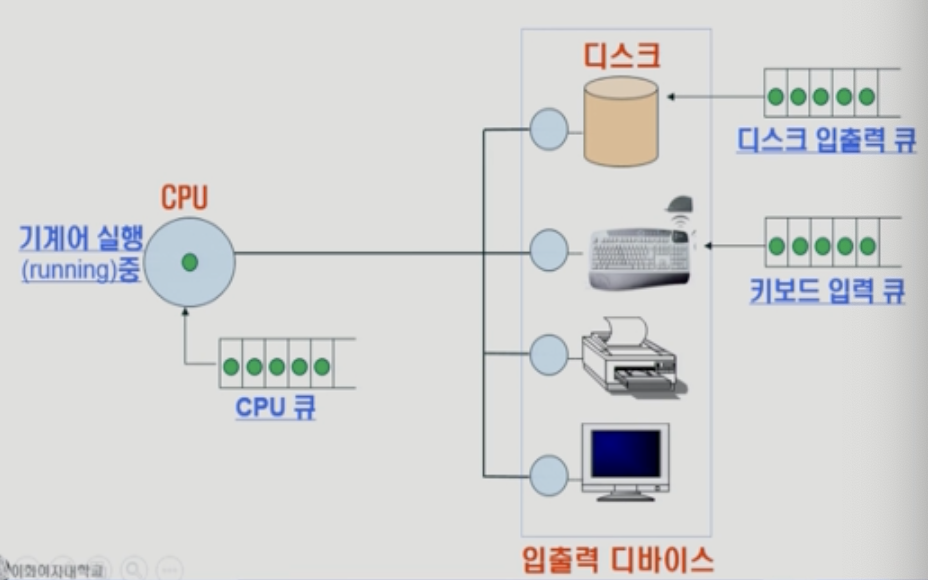 디스크
디스크 입출력 큐
CPU
기계어 실행
(running)중
키보드 입력 큐
CPU 큐
입출력 디바이스
이화여자대학교